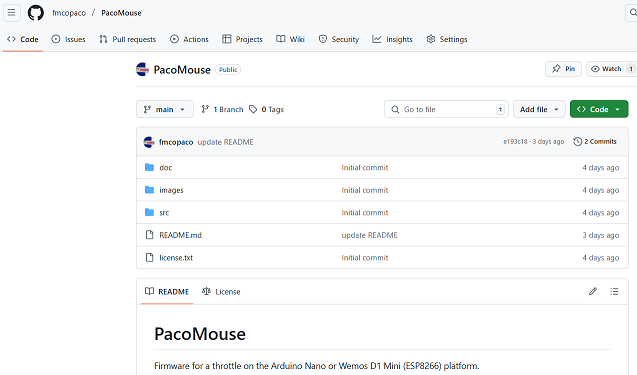 fmcopaco / PacoMouse
Code Issues Pull requests Actions Projects Wiki Security Insights Settings
PacoMouse Public Pin Watch 1
main 1 Branch 0 Tags Go to file t Add file Code
fmcopaco update README e193c18 · 3 days ago 2 Commits
doc Initial commit 4 days ago
images Initial commit 4 days ago
src Initial commit 4 days ago
README.md update README 3 days ago
license.txt Initial commit 4 days ago
README License
PacoMouse
Firmware for a throttle on the Arduino Nano or Wemos D1 Mini (ESP8266) platform.